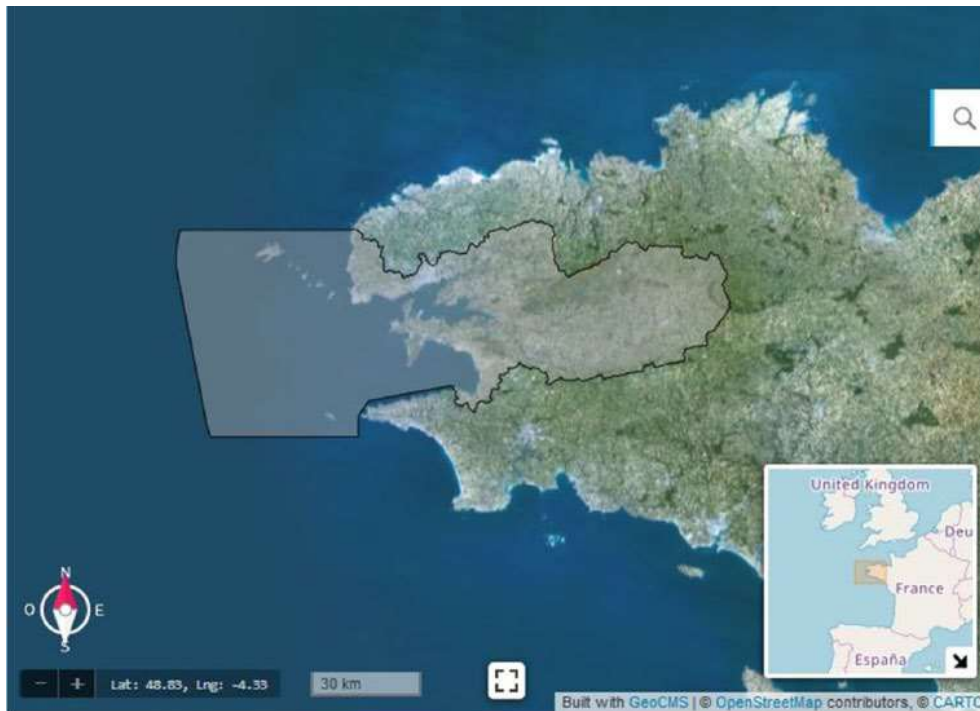 United Kingdom
Deu
France
España
N
O E
S
− + Lat: 48.83, Lng: -4.33
30 km
Built with GeoCMS | © OpenStreetMap contributors, © CARTO